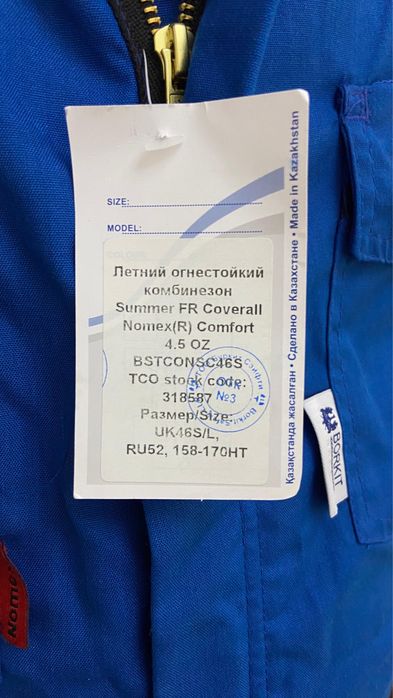 SIZE:
MODEL:
Летний огнестойкий
комбинезон
Summer FR Coverall
Nomex(R) Comfort
4.5 OZ
BSTCONSC46S
TCO stock code:
318587
Размер/Size:
UK46S/L,
RU52, 158-170HT
№3
Қазақстанда жасалған • Сделано в Казахстане • Made in Kazakhstan
BORKIT
Nome